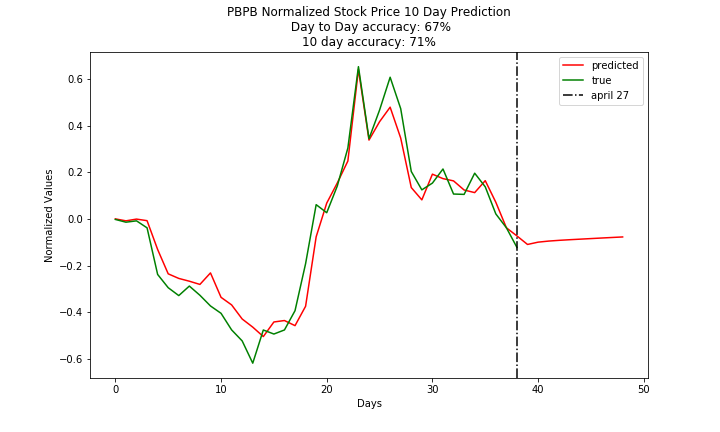 PBPB Normalized Stock Price 10 Day Prediction
Day to Day accuracy: 67%
10 day accuracy: 71%
predicted
true
april 27
Normalized Values
0.6
0.4
0.2
0.0
−0.2
−0.4
−0.6
0 10 20 30 40 50
Days